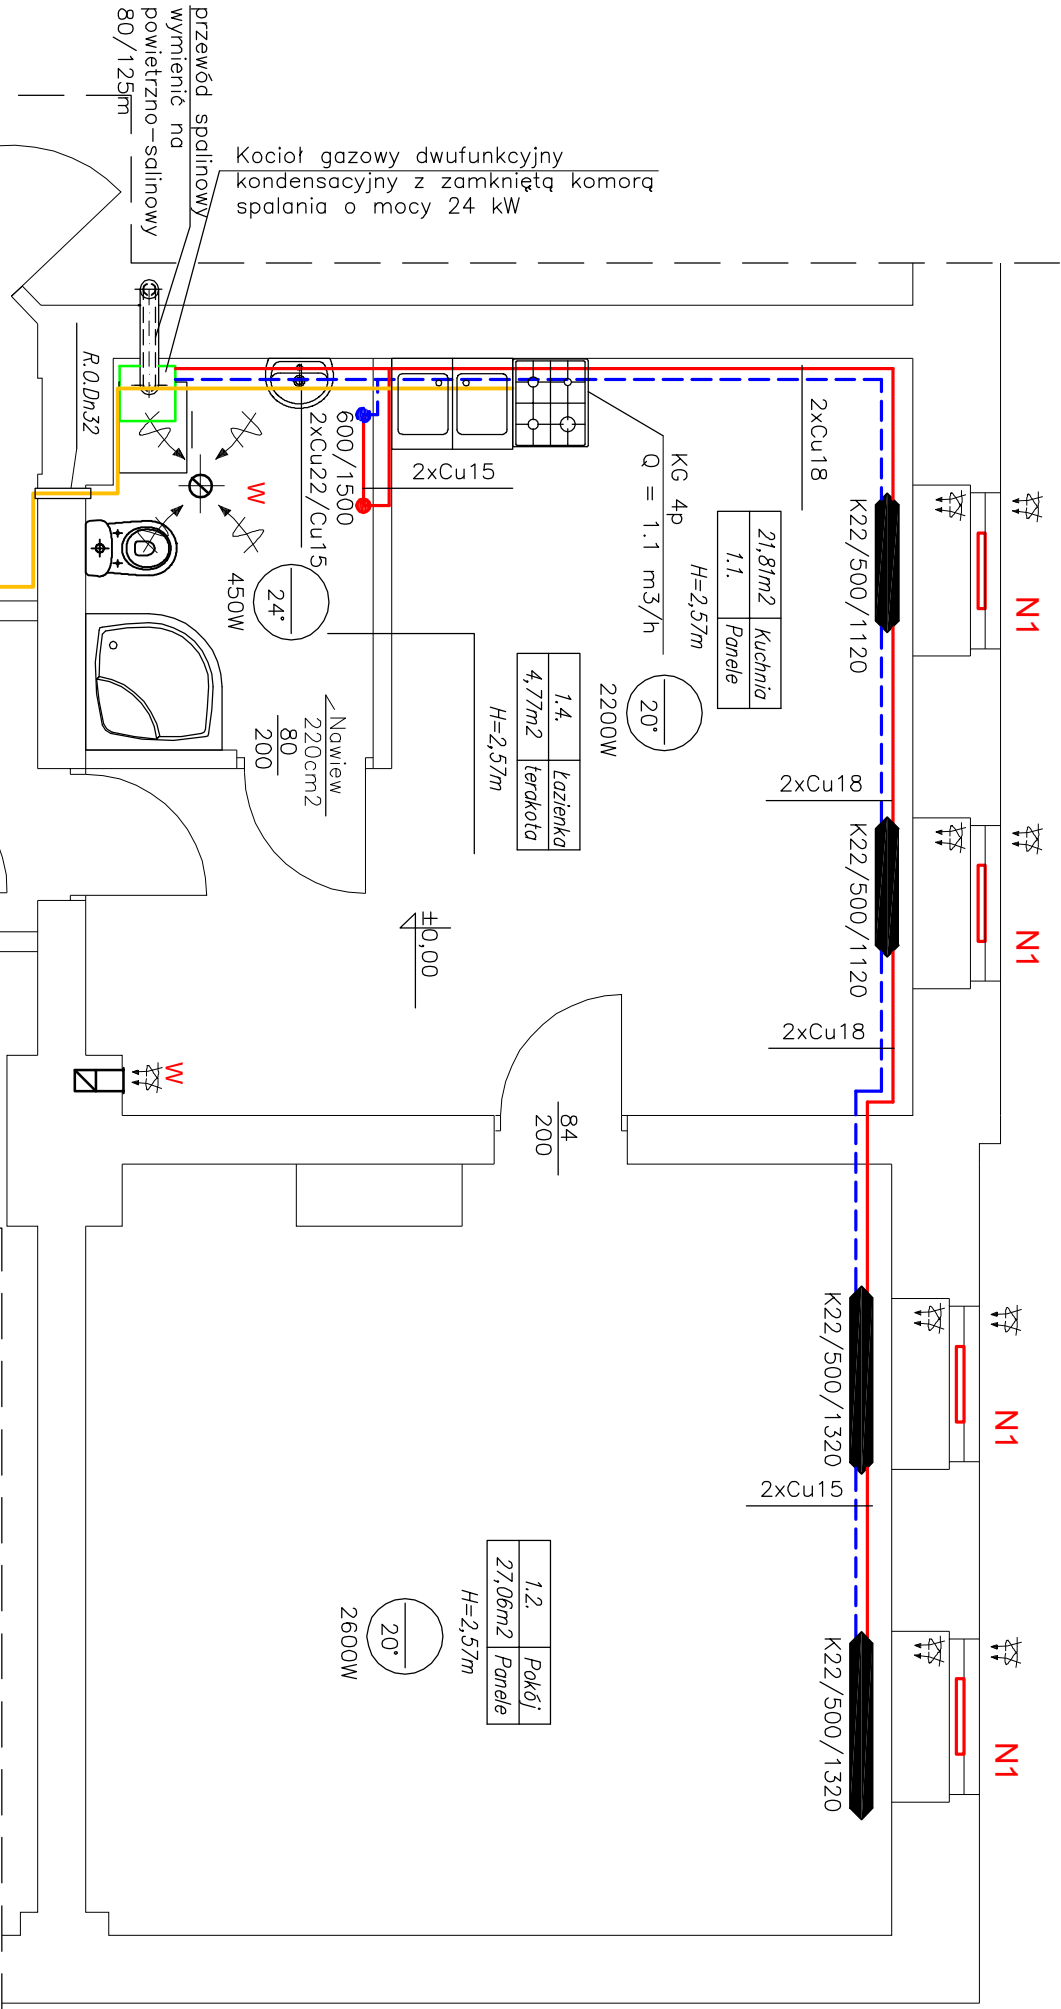 przewód spalinowy
wymienić na
powietrzno-salinowy
80/125m
Kocioł gazowy dwufunkcyjny
kondensacyjny z zamkniętą komorą
spalania o mocy 24 kW
R.O.Dn32
600/1500
2xCu22/Cu15
2xCu15
KG 4p
Q = 1.1 m3/h
2xCu18
K22/500/1120
N1
21,81m2 Kuchnia
1.1. Panele
H=2,57m
20°
2200W
W
24°
450W
1.4. Łazienka
4,77m2 terakota
H=2,57m
Nawiew
220cm2
80
200
2xCu18
K22/500/1120
N1
±0,00
2xCu18
W
84
200
K22/500/1320
N1
2xCu15
1.2. Pokój
27,06m2 Panele
H=2,57m
20°
2600W
K22/500/1320
N1